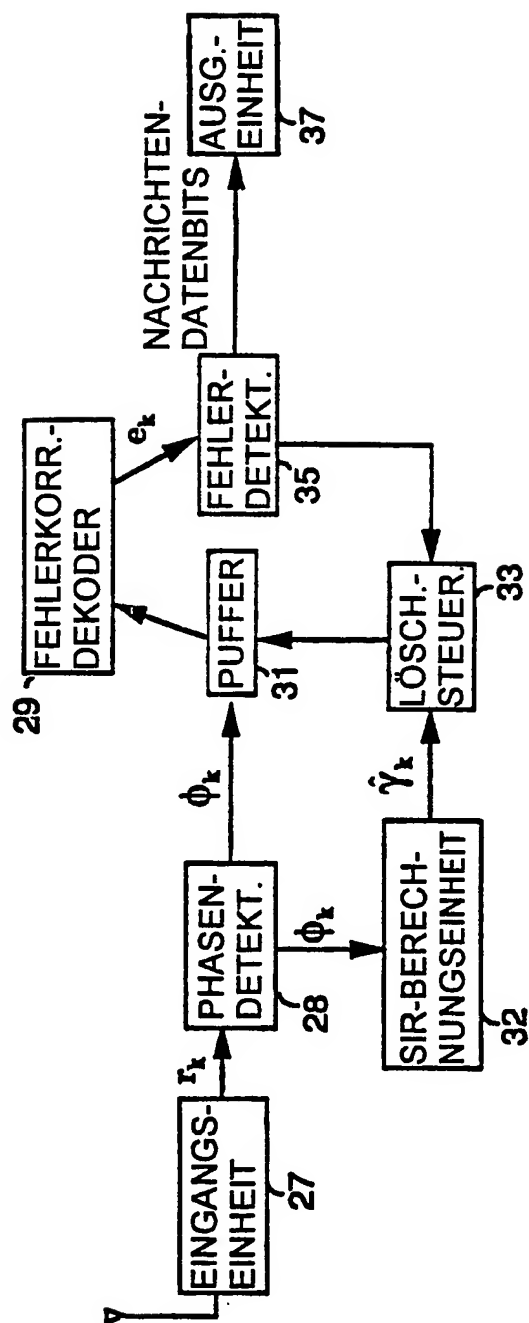 EINGANGS-
EINHEIT
27
r_k
PHASEN-
DETEKT.
28
ϕ_k
ϕ_k
SIR-BERECH-
NUNGSEINHEIT
32
γ̂_k
LÖSCH.-
STEUER.
33
PUFFER
31
29
FEHLERKORR.-
DEKODER
e_k
FEHLER-
DETEKT.
35
NACHRICHTEN-
DATENBITS
AUSG.-
EINHEIT
37